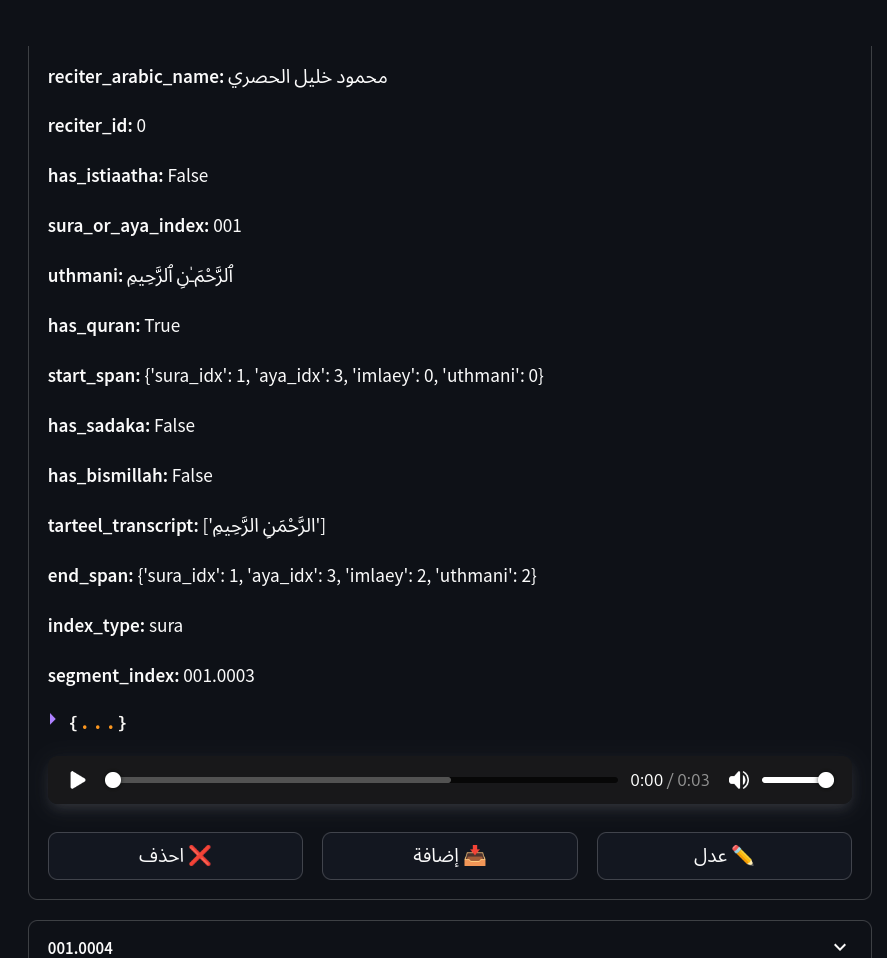 reciter_arabic_name: محمود خليل الحصري
reciter_id: 0
has_istiaatha: False
sura_or_aya_index: 001
uthmani: ٱلرَّحْمَـٰنِ ٱلرَّحِيمِ
has_quran: True
start_span: {'sura_idx': 1, 'aya_idx': 3, 'imlaey': 0, 'uthmani': 0}
has_sadaka: False
has_bismillah: False
tarteel_transcript: ['الرَّحْمَنِ الرَّحِيمِ']
end_span: {'sura_idx': 1, 'aya_idx': 3, 'imlaey': 2, 'uthmani': 2}
index_type: sura
segment_index: 001.0003
{...}
0:00 / 0:03
❌ احذف
📥 إضافة
✏️ عدل
001.0004